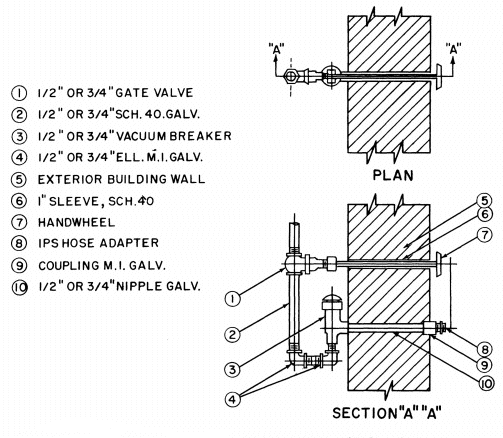 "A"
"A"
① 1/2" OR 3/4" GATE VALVE
② 1/2" OR 3/4" SCH. 40. GALV.
③ 1/2" OR 3/4" VACUUM BREAKER
④ 1/2" OR 3/4" ELL. M.I. GALV.
⑤ EXTERIOR BUILDING WALL
⑥ 1" SLEEVE, SCH.40
⑦ HANDWHEEL
⑧ IPS HOSE ADAPTER
⑨ COUPLING M.I. GALV.
⑩ 1/2" OR 3/4" NIPPLE GALV.
PLAN
⑤
⑥
⑦
①
②
③
④
⑧
⑨
⑩
SECTION "A" "A"